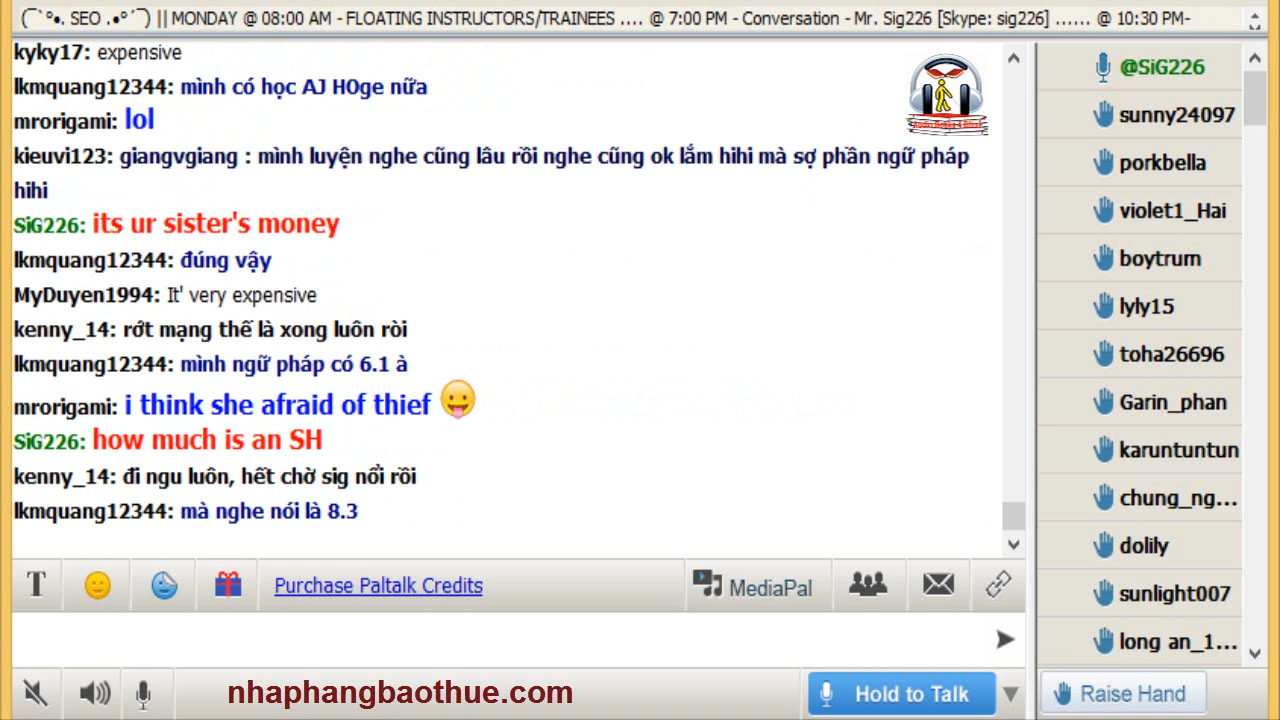 (¯`°•. SEO .•°´¯) || MONDAY @ 08:00 AM - FLOATING INSTRUCTORS/TRAINEES .... @ 7:00 PM - Conversation - Mr. Sig226 [Skype: sig226] ...... @ 10:30 PM-
kyky17: expensive
lkmquang12344: mình có học AJ HOge nữa
mrorigami: lol
kieuvi123: giangvgiang : mình luyện nghe cũng lâu rồi nghe cũng ok lắm hihi mà sợ phần ngữ pháp
hihi
SiG226: its ur sister's money
lkmquang12344: đúng vậy
MyDuyen1994: It' very expensive
kenny_14: rớt mạng thế là xong luôn ròi
lkmquang12344: mình ngữ pháp có 6.1 à
mrorigami: i think she afraid of thief
SiG226: how much is an SH
kenny_14: đi ngu luôn, hết chờ sig nổi rồi
lkmquang12344: mà nghe nói là 8.3
T
Purchase Paltalk Credits
MediaPal
nhaphangbaothue.com
Hold to Talk
@SiG226
sunny24097
porkbella
violet1_Hai
boytrum
lyly15
toha26696
Garin_phan
karuntuntun
chung_ng...
dolily
sunlight007
long an_1...
Raise Hand